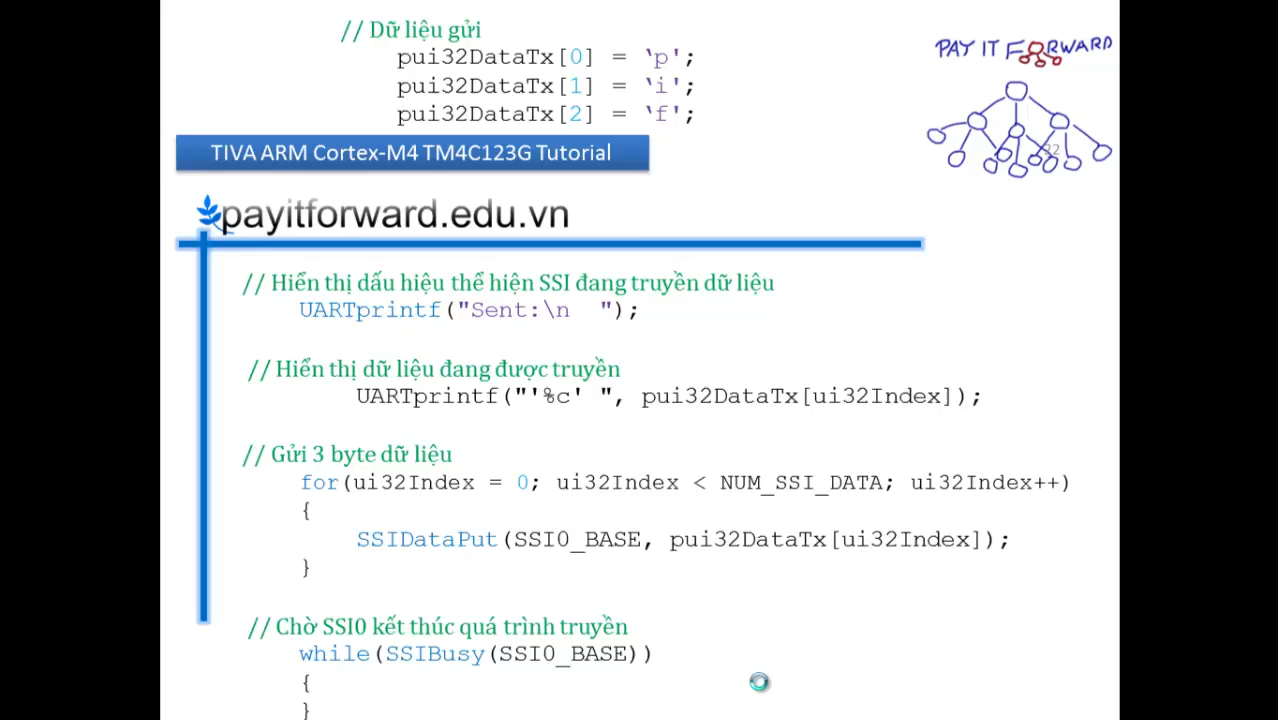 // Dữ liệu gửi
pui32DataTx[0] = ‘p';
pui32DataTx[1] = ‘i';
pui32DataTx[2] = ‘f';
PAY IT FORWARD
22
TIVA ARM Cortex-M4 TM4C123G Tutorial
payitforward.edu.vn
// Hiển thị dấu hiệu thể hiện SSI đang truyền dữ liệu
UARTprintf("Sent:\n  ");
// Hiển thị dữ liệu đang được truyền
UARTprintf("'%c' ", pui32DataTx[ui32Index]);
// Gửi 3 byte dữ liệu
for(ui32Index = 0; ui32Index < NUM_SSI_DATA; ui32Index++)
{
SSIDataPut(SSI0_BASE, pui32DataTx[ui32Index]);
}
// Chờ SSI0 kết thúc quá trình truyền
while(SSIBusy(SSI0_BASE))
{
}